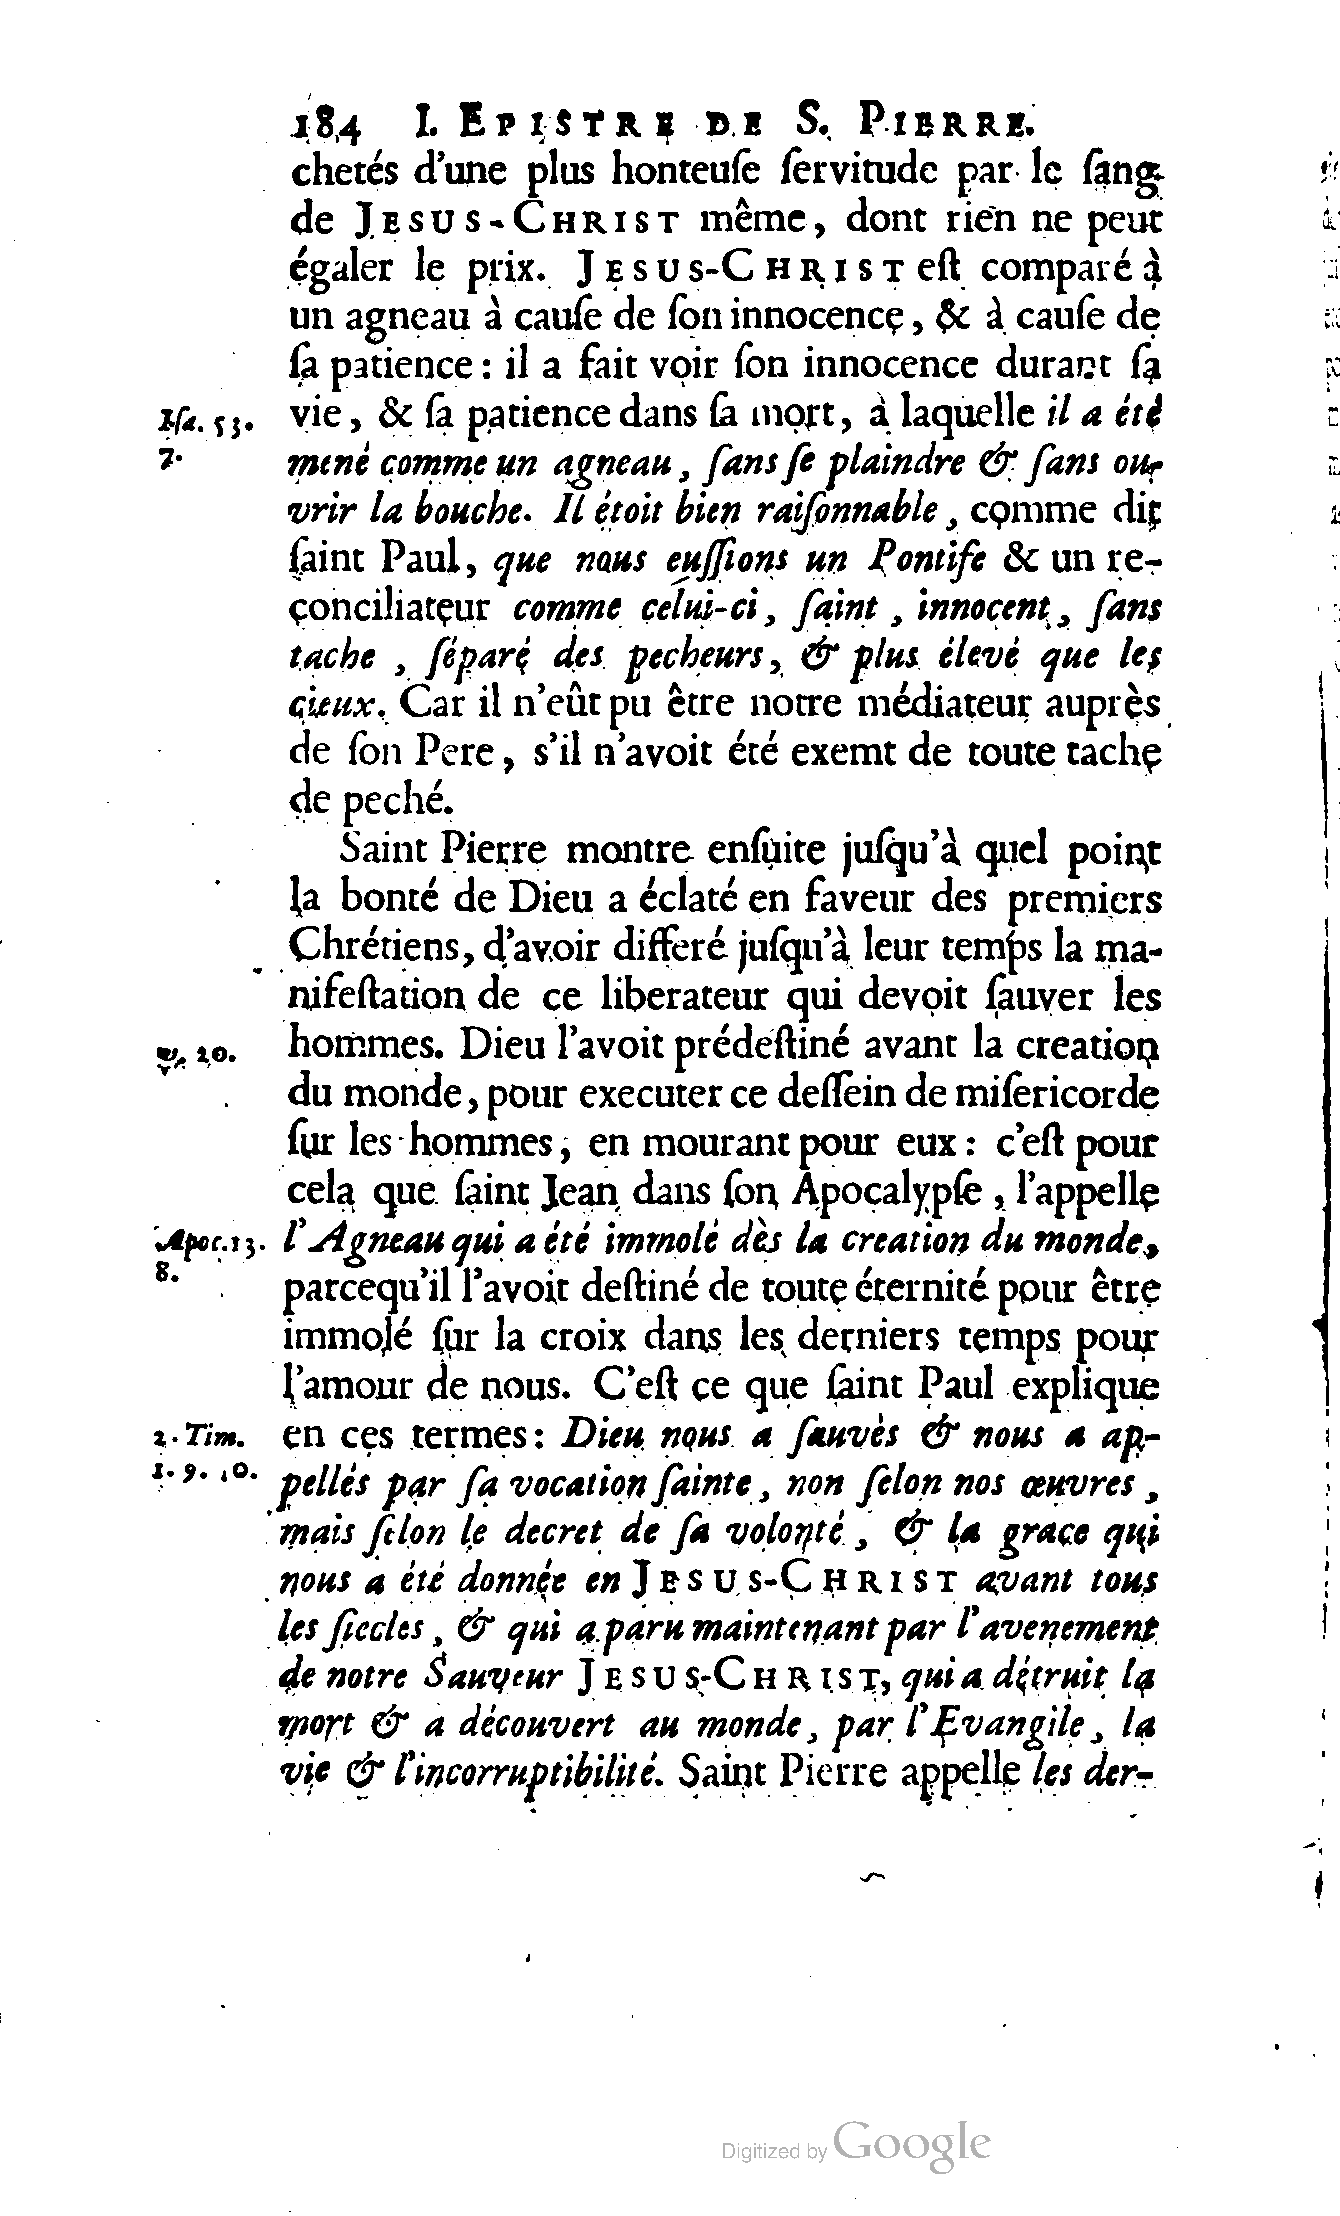 184 I. EPISTRE DE S. PIERRE.
chetés d'une plus honteuſe ſervitude par le ſang
de JESUS-CHRIST même, dont rien ne peut
égaler le prix. JESUS-CHRIST eſt comparé à
un agneau à cauſe de ſon innocence, & à cauſe de
ſa patience : il a fait voir ſon innocence durant ſa
Iſa. 53. vie, & ſa patience dans ſa mort, à laquelle il a été
7. mené comme un agneau, ſans ſe plaindre & ſans ou-
vrir la bouche. Il étoit bien raiſonnable, comme dit
ſaint Paul, que nous euſſions un Pontife & un re-
conciliateur comme celui-ci, ſaint, innocent, ſans
tache, ſéparé des pecheurs, & plus élevé que les
cieux. Car il n'eût pu être notre médiateur auprès
de ſon Pere, s'il n'avoit été exemt de toute tache
de peché.
Saint Pierre montre enſuite juſqu'à quel point
la bonté de Dieu a éclaté en faveur des premiers
Chrétiens, d'avoir differé juſqu'à leur temps la ma-
nifeſtation de ce liberateur qui devoit ſauver les
v. 20. hommes. Dieu l'avoit prédeſtiné avant la creation
du monde, pour executer ce deſſein de miſericorde
ſur les hommes, en mourant pour eux : c'eſt pour
cela que ſaint Jean dans ſon Apocalypſe, l'appelle
Apoc. 13. l'Agneau qui a été immolé dès la creation du monde,
8. parcequ'il l'avoit deſtiné de toute éternité pour être
immolé ſur la croix dans les derniers temps pour
l'amour de nous. C'eſt ce que ſaint Paul explique
2. Tim. en ces termes : Dieu nous a ſauvès & nous a ap-
1. 9. 10. pellés par ſa vocation ſainte, non ſelon nos œuvres,
mais ſelon le decret de ſa volonté, & la grace qui
nous a été donnée en JESUS-CHRIST avant tous
les ſiecles, & qui a paru maintenant par l'avenement
de notre Sauveur JESUS-CHRIST, qui a détruit la
mort & a découvert au monde, par l'Evangile, la
vie & l'incorruptibilité. Saint Pierre appelle les der-
Digitized by Google